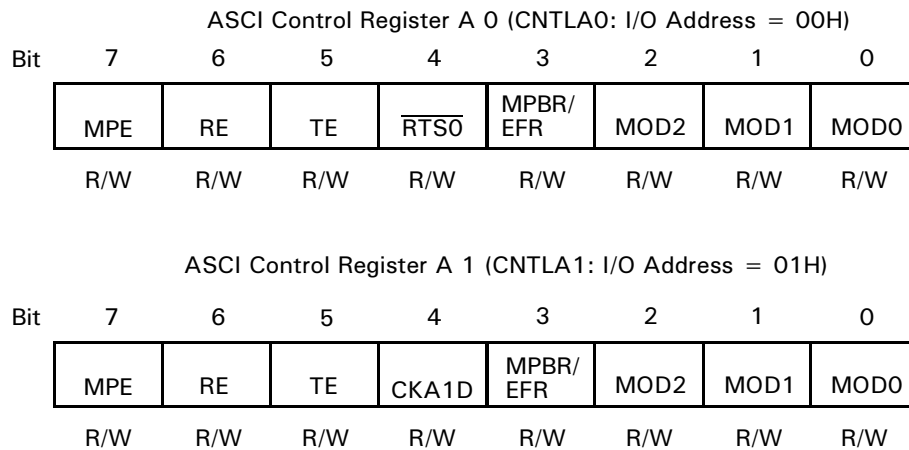 ASCI Control Register A 0 (CNTLA0: I/O Address = 00H)
Bit 7 6 5 4 3 2 1 0
MPE RE TE R̅T̅S̅0̅ MPBR/ EFR MOD2 MOD1 MOD0
R/W R/W R/W R/W R/W R/W R/W R/W
ASCI Control Register A 1 (CNTLA1: I/O Address = 01H)
Bit 7 6 5 4 3 2 1 0
MPE RE TE CKA1D MPBR/ EFR MOD2 MOD1 MOD0
R/W R/W R/W R/W R/W R/W R/W R/W